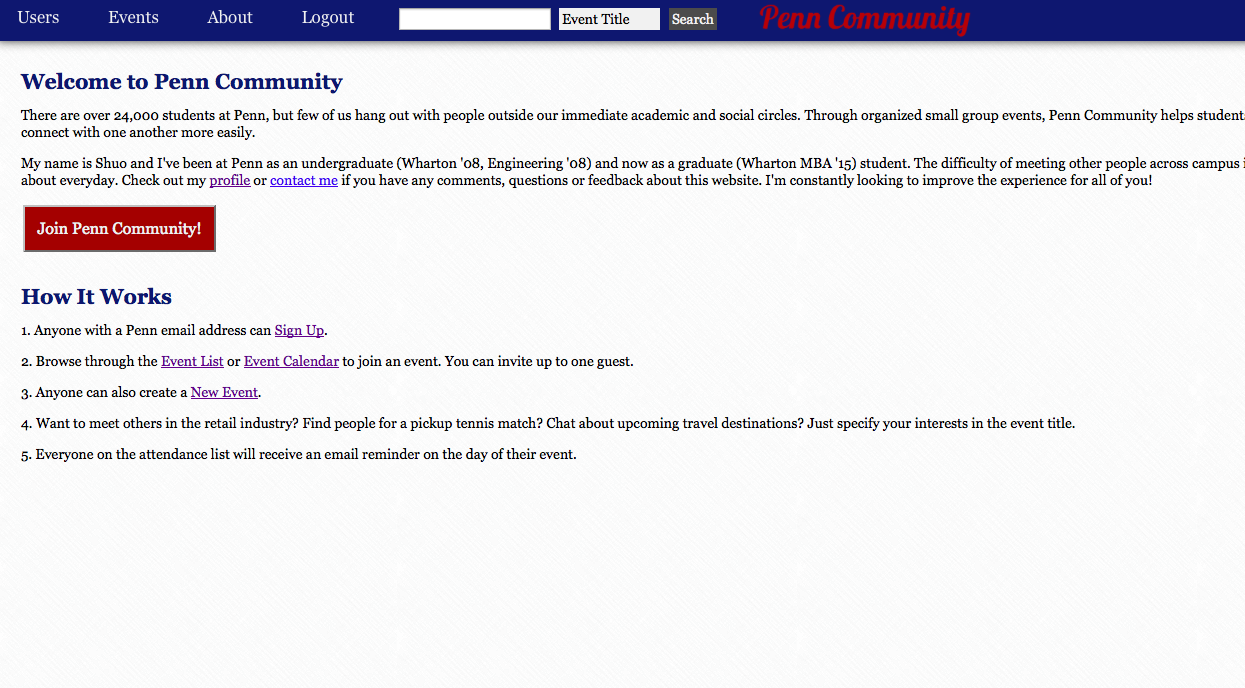 Users Events About Logout Event Title Search Penn Community
Welcome to Penn Community
There are over 24,000 students at Penn, but few of us hang out with people outside our immediate academic and social circles. Through organized small group events, Penn Community helps student
connect with one another more easily.
My name is Shuo and I've been at Penn as an undergraduate (Wharton '08, Engineering '08) and now as a graduate (Wharton MBA '15) student. The difficulty of meeting other people across campus
about everyday. Check out my profile or contact me if you have any comments, questions or feedback about this website. I'm constantly looking to improve the experience for all of you!
Join Penn Community!
How It Works
1. Anyone with a Penn email address can Sign Up.
2. Browse through the Event List or Event Calendar to join an event. You can invite up to one guest.
3. Anyone can also create a New Event.
4. Want to meet others in the retail industry? Find people for a pickup tennis match? Chat about upcoming travel destinations? Just specify your interests in the event title.
5. Everyone on the attendance list will receive an email reminder on the day of their event.